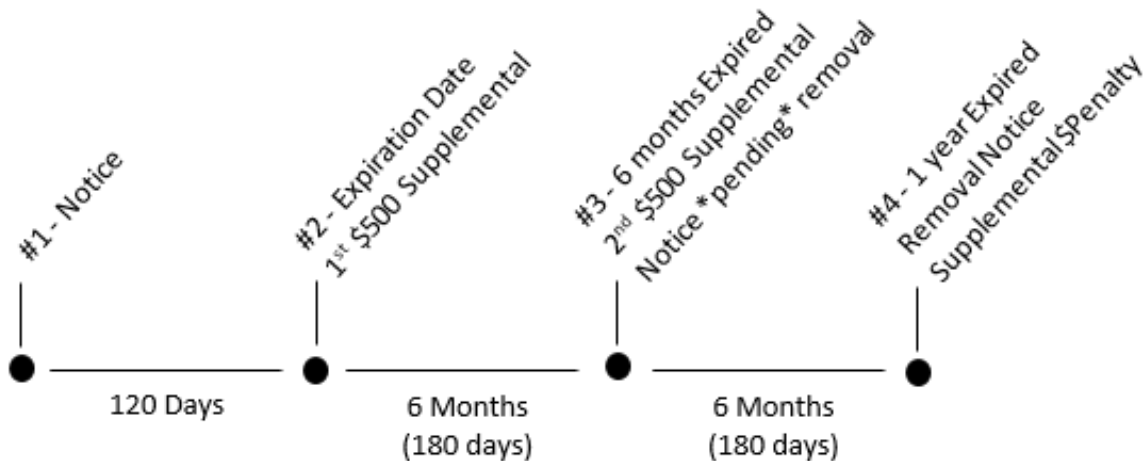 #1 - Notice
#2 - Expiration Date
1st $500 Supplemental
#3 - 6 months Expired
2nd $500 Supplemental
Notice *pending* removal
#4 - 1 year Expired
Removal Notice
Supplemental $Penalty
120 Days
6 Months
(180 days)
6 Months
(180 days)